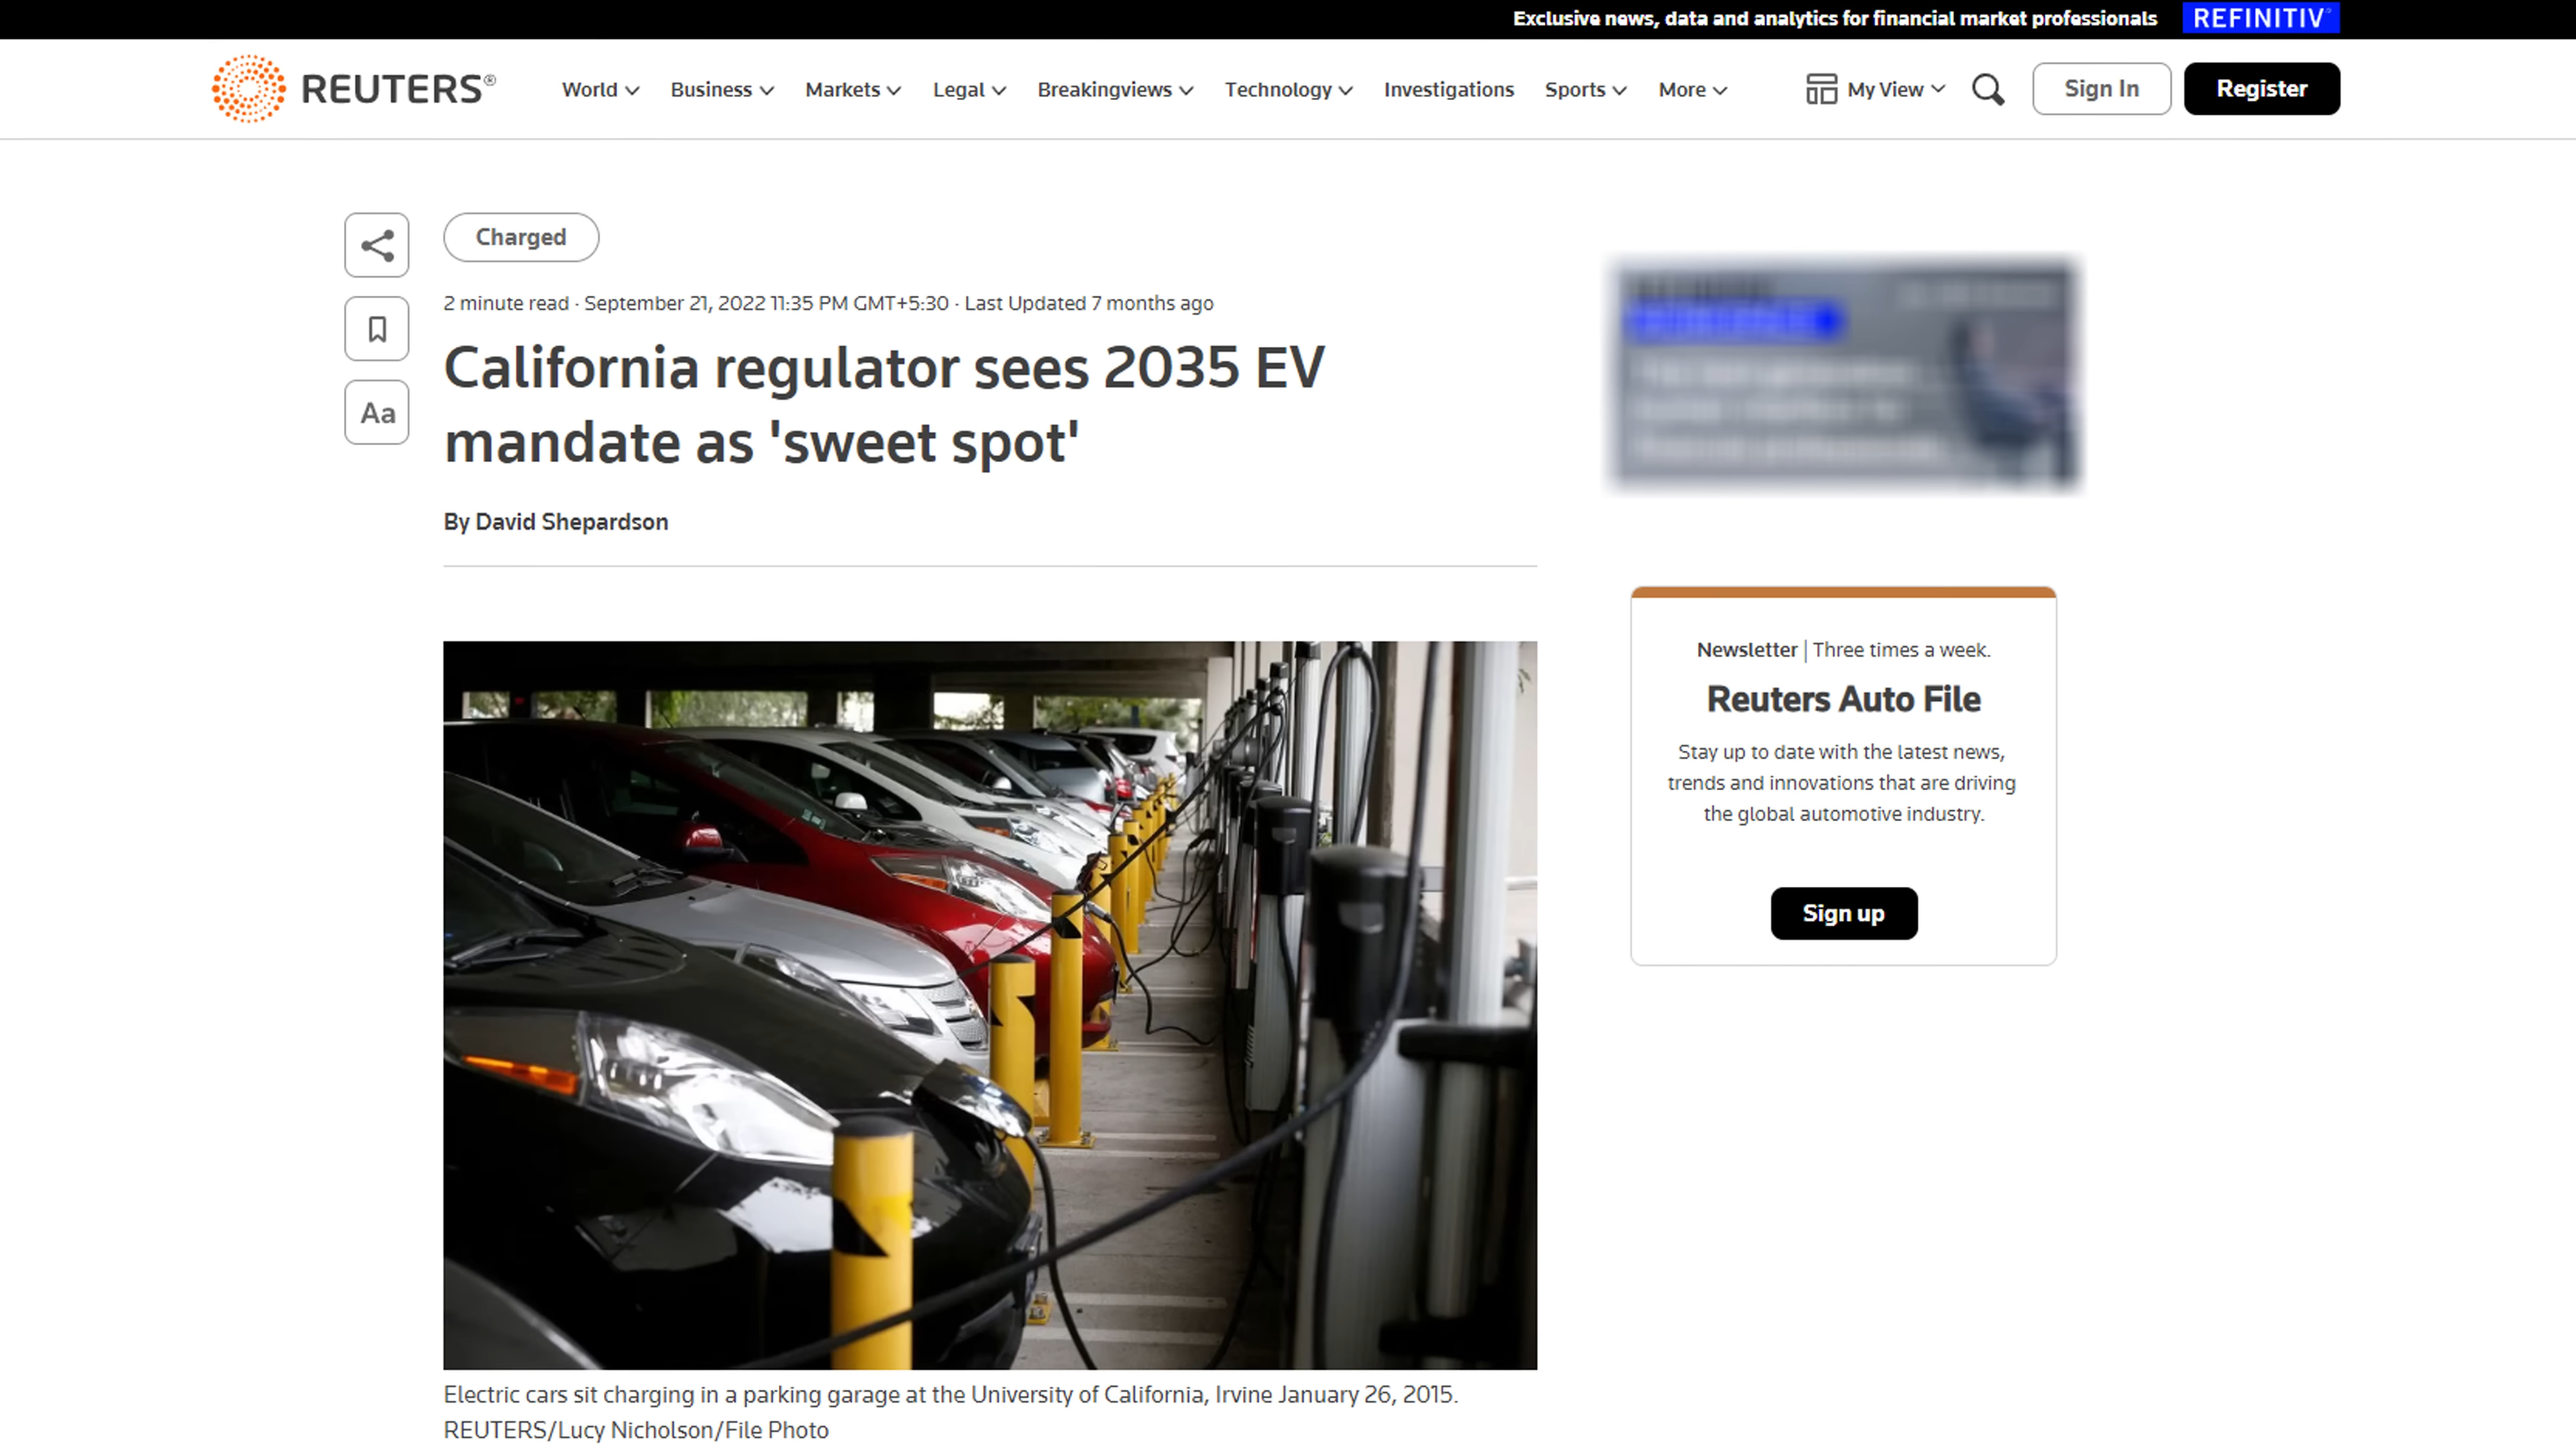 Exclusive news, data and analytics for financial market professionals REFINITIV
REUTERS®
World Business Markets Legal Breakingviews Technology Investigations Sports More My View Sign In Register
Charged
2 minute read · September 21, 2022 11:35 PM GMT+5:30 · Last Updated 7 months ago
Aa
California regulator sees 2035 EV
mandate as 'sweet spot'
By David Shepardson
Newsletter | Three times a week.
Reuters Auto File
Stay up to date with the latest news,
trends and innovations that are driving
the global automotive industry.
Sign up
Electric cars sit charging in a parking garage at the University of California, Irvine January 26, 2015.
REUTERS/Lucy Nicholson/File Photo